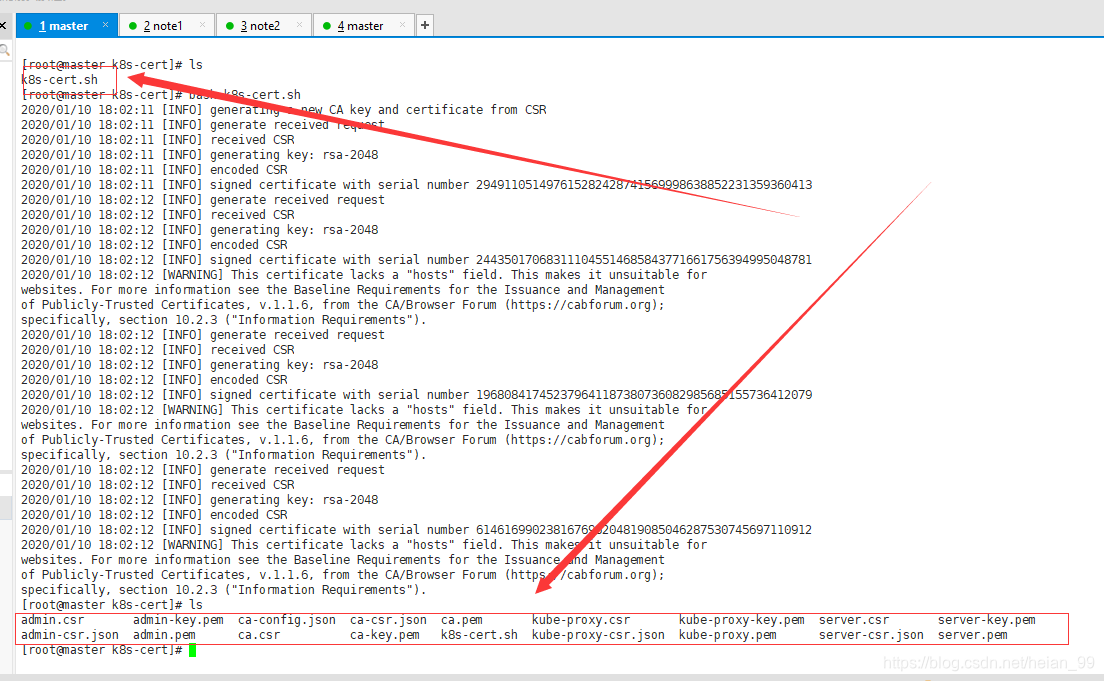 1 master
2 note1
3 note2
4 master
[root@master k8s-cert]# ls
k8s-cert.sh
[root@master k8s-cert]# bash k8s-cert.sh
2020/01/10 18:02:11 [INFO] generating a new CA key and certificate from CSR
2020/01/10 18:02:11 [INFO] generate received request
2020/01/10 18:02:11 [INFO] received CSR
2020/01/10 18:02:11 [INFO] generating key: rsa-2048
2020/01/10 18:02:11 [INFO] encoded CSR
2020/01/10 18:02:11 [INFO] signed certificate with serial number
2020/01/10 18:02:12 [INFO] generate received request
2020/01/10 18:02:12 [INFO] received CSR
2020/01/10 18:02:12 [INFO] generating key: rsa-2048
2020/01/10 18:02:12 [INFO] encoded CSR
2020/01/10 18:02:12 [INFO] signed certificate with serial number 244350170683111045514685843771661756394995048781
2020/01/10 18:02:12 [WARNING] This certificate lacks a "hosts" field. This makes it unsuitable for
websites. For more information see the Baseline Requirements for the Issuance and Management
of Publicly-Trusted Certificates, v.1.1.6, from the CA/Browser Forum (https://cabforum.org);
specifically, section 10.2.3 ("Information Requirements").
2020/01/10 18:02:12 [INFO] generate received request
2020/01/10 18:02:12 [INFO] received CSR
2020/01/10 18:02:12 [INFO] generating key: rsa-2048
2020/01/10 18:02:12 [INFO] encoded CSR
2020/01/10 18:02:12 [INFO] signed certificate with serial number
2020/01/10 18:02:12 [WARNING] This certificate lacks a "hosts" field. This makes it unsuitable for
websites. For more information see the Baseline Requirements for the Issuance and Management
of Publicly-Trusted Certificates, v.1.1.6, from the CA/Browser Forum (https://cabforum.org);
specifically, section 10.2.3 ("Information Requirements").
2020/01/10 18:02:12 [INFO] generate received request
2020/01/10 18:02:12 [INFO] received CSR
2020/01/10 18:02:12 [INFO] generating key: rsa-2048
2020/01/10 18:02:12 [INFO] encoded CSR
2020/01/10 18:02:12 [INFO] signed certificate with serial number
2020/01/10 18:02:12 [WARNING] This certificate lacks a "hosts" field. This makes it unsuitable for
websites. For more information see the Baseline Requirements for the Issuance and Management
of Publicly-Trusted Certificates, v.1.1.6, from the CA/Browser Forum (https://cabforum.org);
specifically, section 10.2.3 ("Information Requirements").
[root@master k8s-cert]# ls
admin.csr admin-key.pem ca-config.json ca-csr.json ca.pem kube-proxy.csr kube-proxy-key.pem server.csr server-key.pem
admin-csr.json admin.pem ca.csr ca-key.pem k8s-cert.sh kube-proxy-csr.json kube-proxy.pem server-csr.json server.pem
[root@master k8s-cert]#
https://blog.csdn.net/heian_99